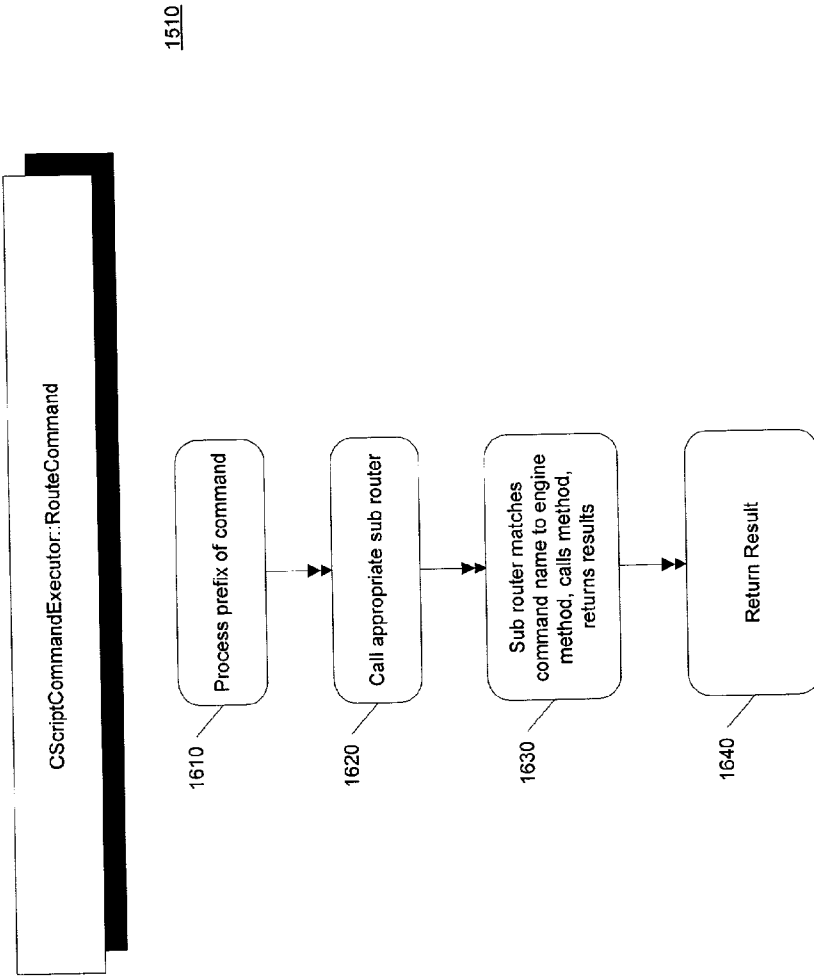 CScriptCommandExecutor::RouteCommand
1510
1610
Process prefix of command
1620
Call appropriate sub router
1630
Sub router matches
command name to engine
method, calls method,
returns results
1640
Return Result